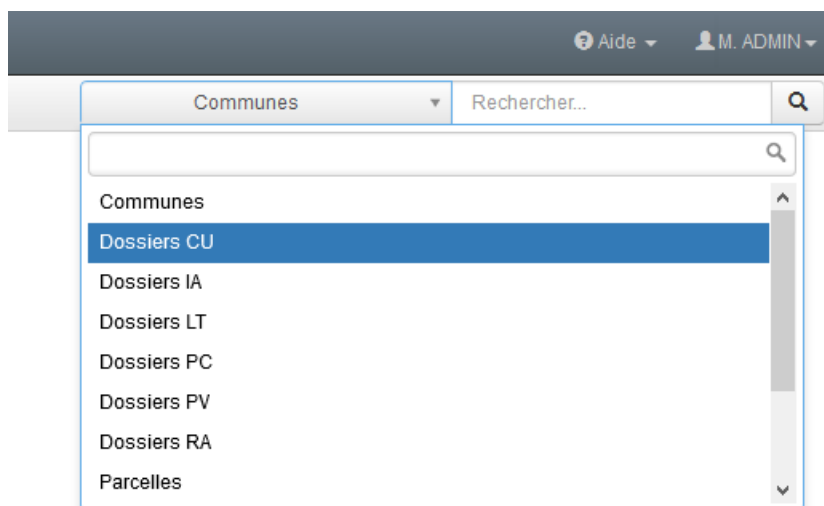 Aide
M. ADMIN
Communes
Rechercher...
Communes
Dossiers CU
Dossiers IA
Dossiers LT
Dossiers PC
Dossiers PV
Dossiers RA
Parcelles